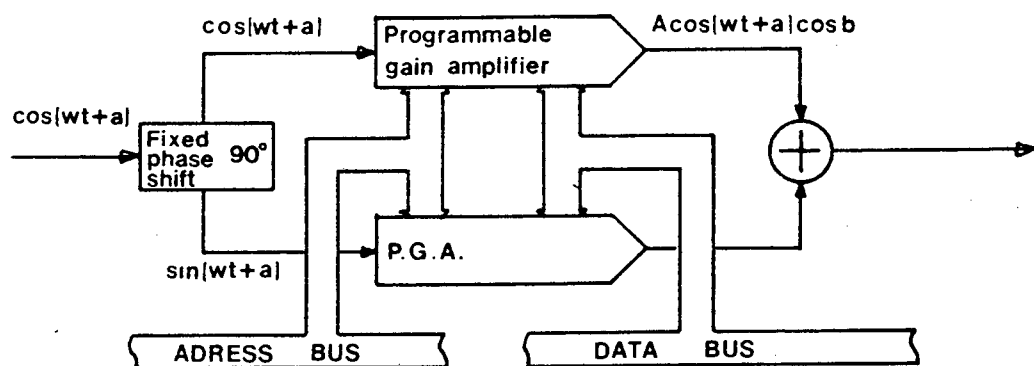 cos(wt+a)
Acos(wt+a)cosb
Programmable
gain amplifier
cos(wt+a)
Fixed
phase 90°
shift
P.G.A.
sin(wt+a)
ADRESS BUS
DATA BUS